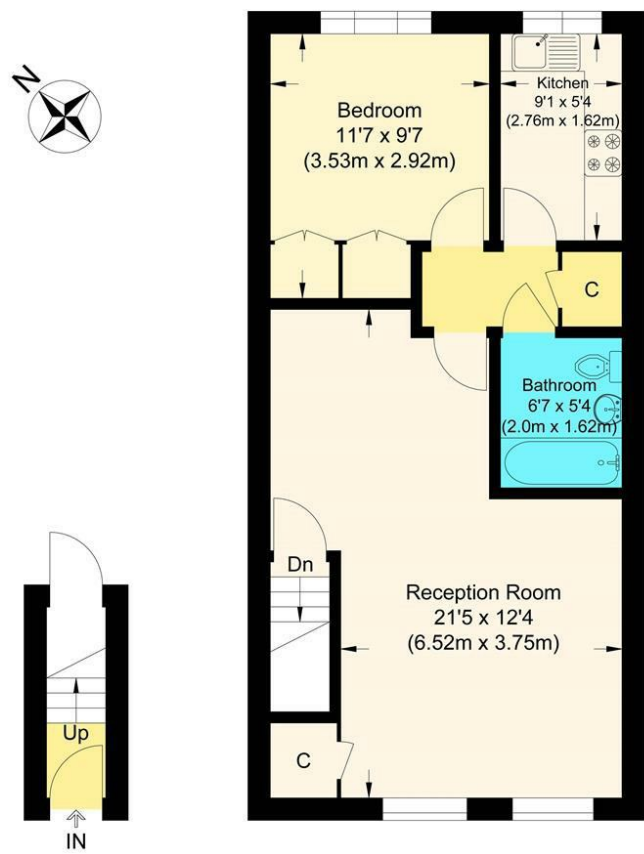 N
Bedroom
11'7 x 9'7
(3.53m x 2.92m)
Kitchen
9'1 x 5'4
(2.76m x 1.62m)
C
Bathroom
6'7 x 5'4
(2.0m x 1.62m)
Dn
Reception Room
21'5 x 12'4
(6.52m x 3.75m)
C
Up
IN